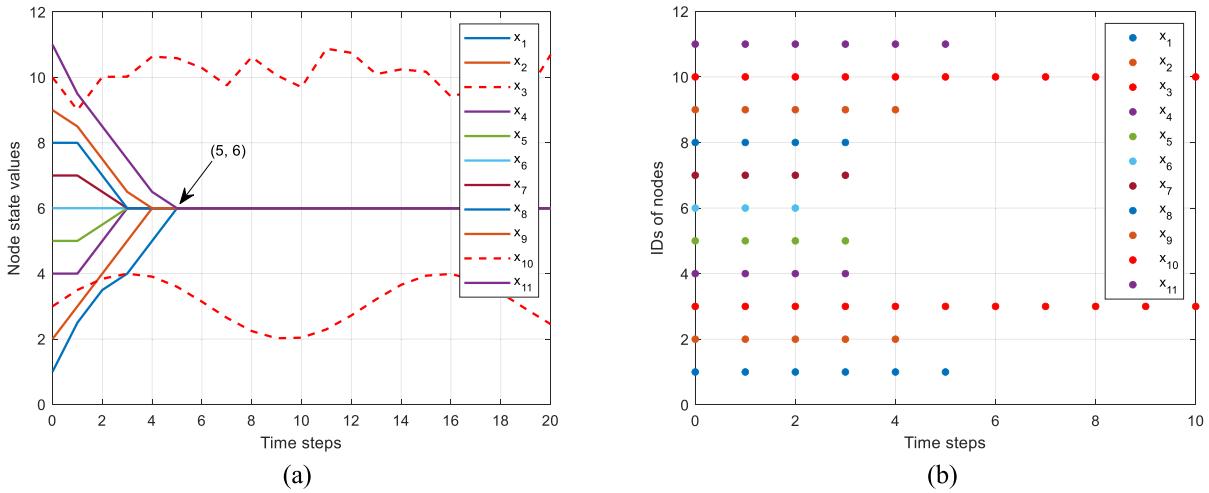 12
10
8
6
4
2
0
Node state values
0 2 4 6 8 10 12 14 16 18 20
Time steps
(5, 6)
x1
x2
x3
x4
x5
x6
x7
x8
x9
x10
x11
(a)
12
10
8
6
4
2
0
IDs of nodes
0 2 4 6 8 10
Time steps
x1
x2
x3
x4
x5
x6
x7
x8
x9
x10
x11
(b)